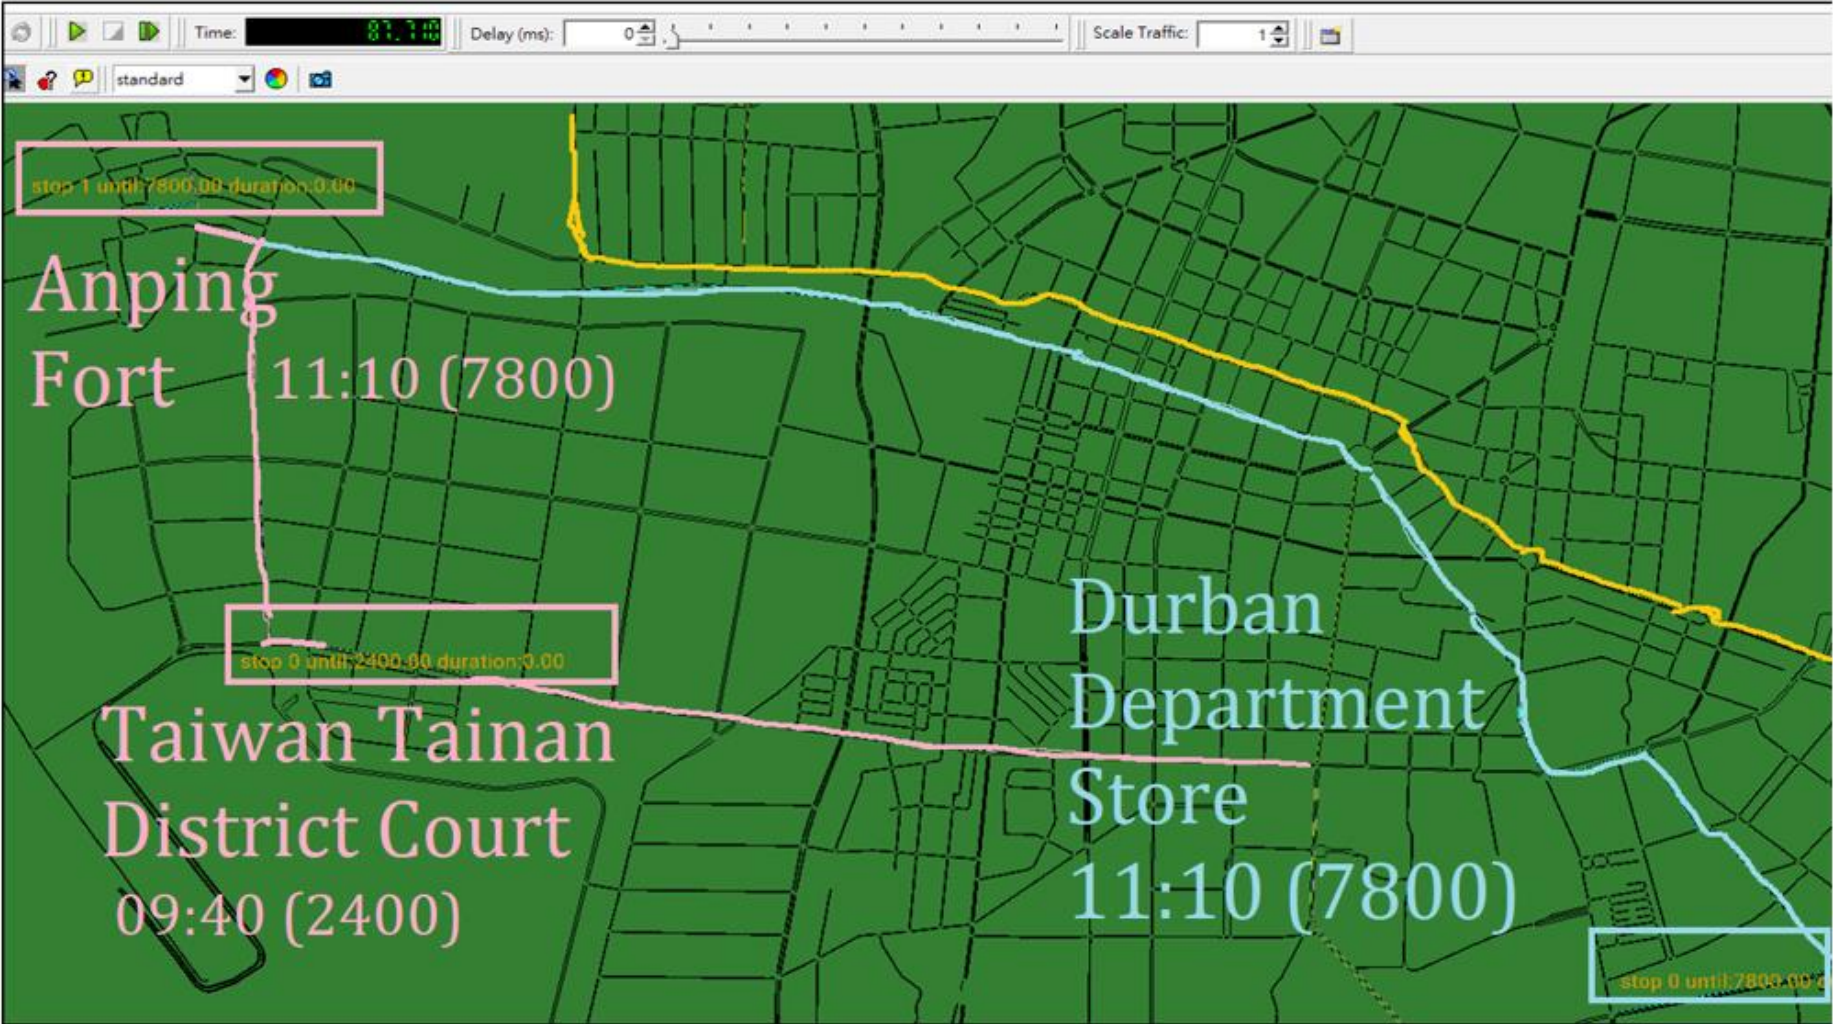 Time: 87.710 Delay (ms): 0 Scale Traffic: 1
standard
stop 1 until:7800.00 duration:0.00
Anping
Fort
11:10 (7800)
stop 0 until:2400.00 duration:0.00
Taiwan Tainan
District Court
09:40 (2400)
Durban
Department
Store
11:10 (7800)
stop 0 until:7800.00